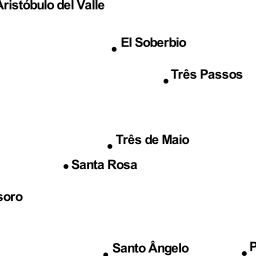 Aristóbulo del Valle
El Soberbio
Três Passos
Três de Maio
Santa Rosa
soro
Santo Ângelo
P